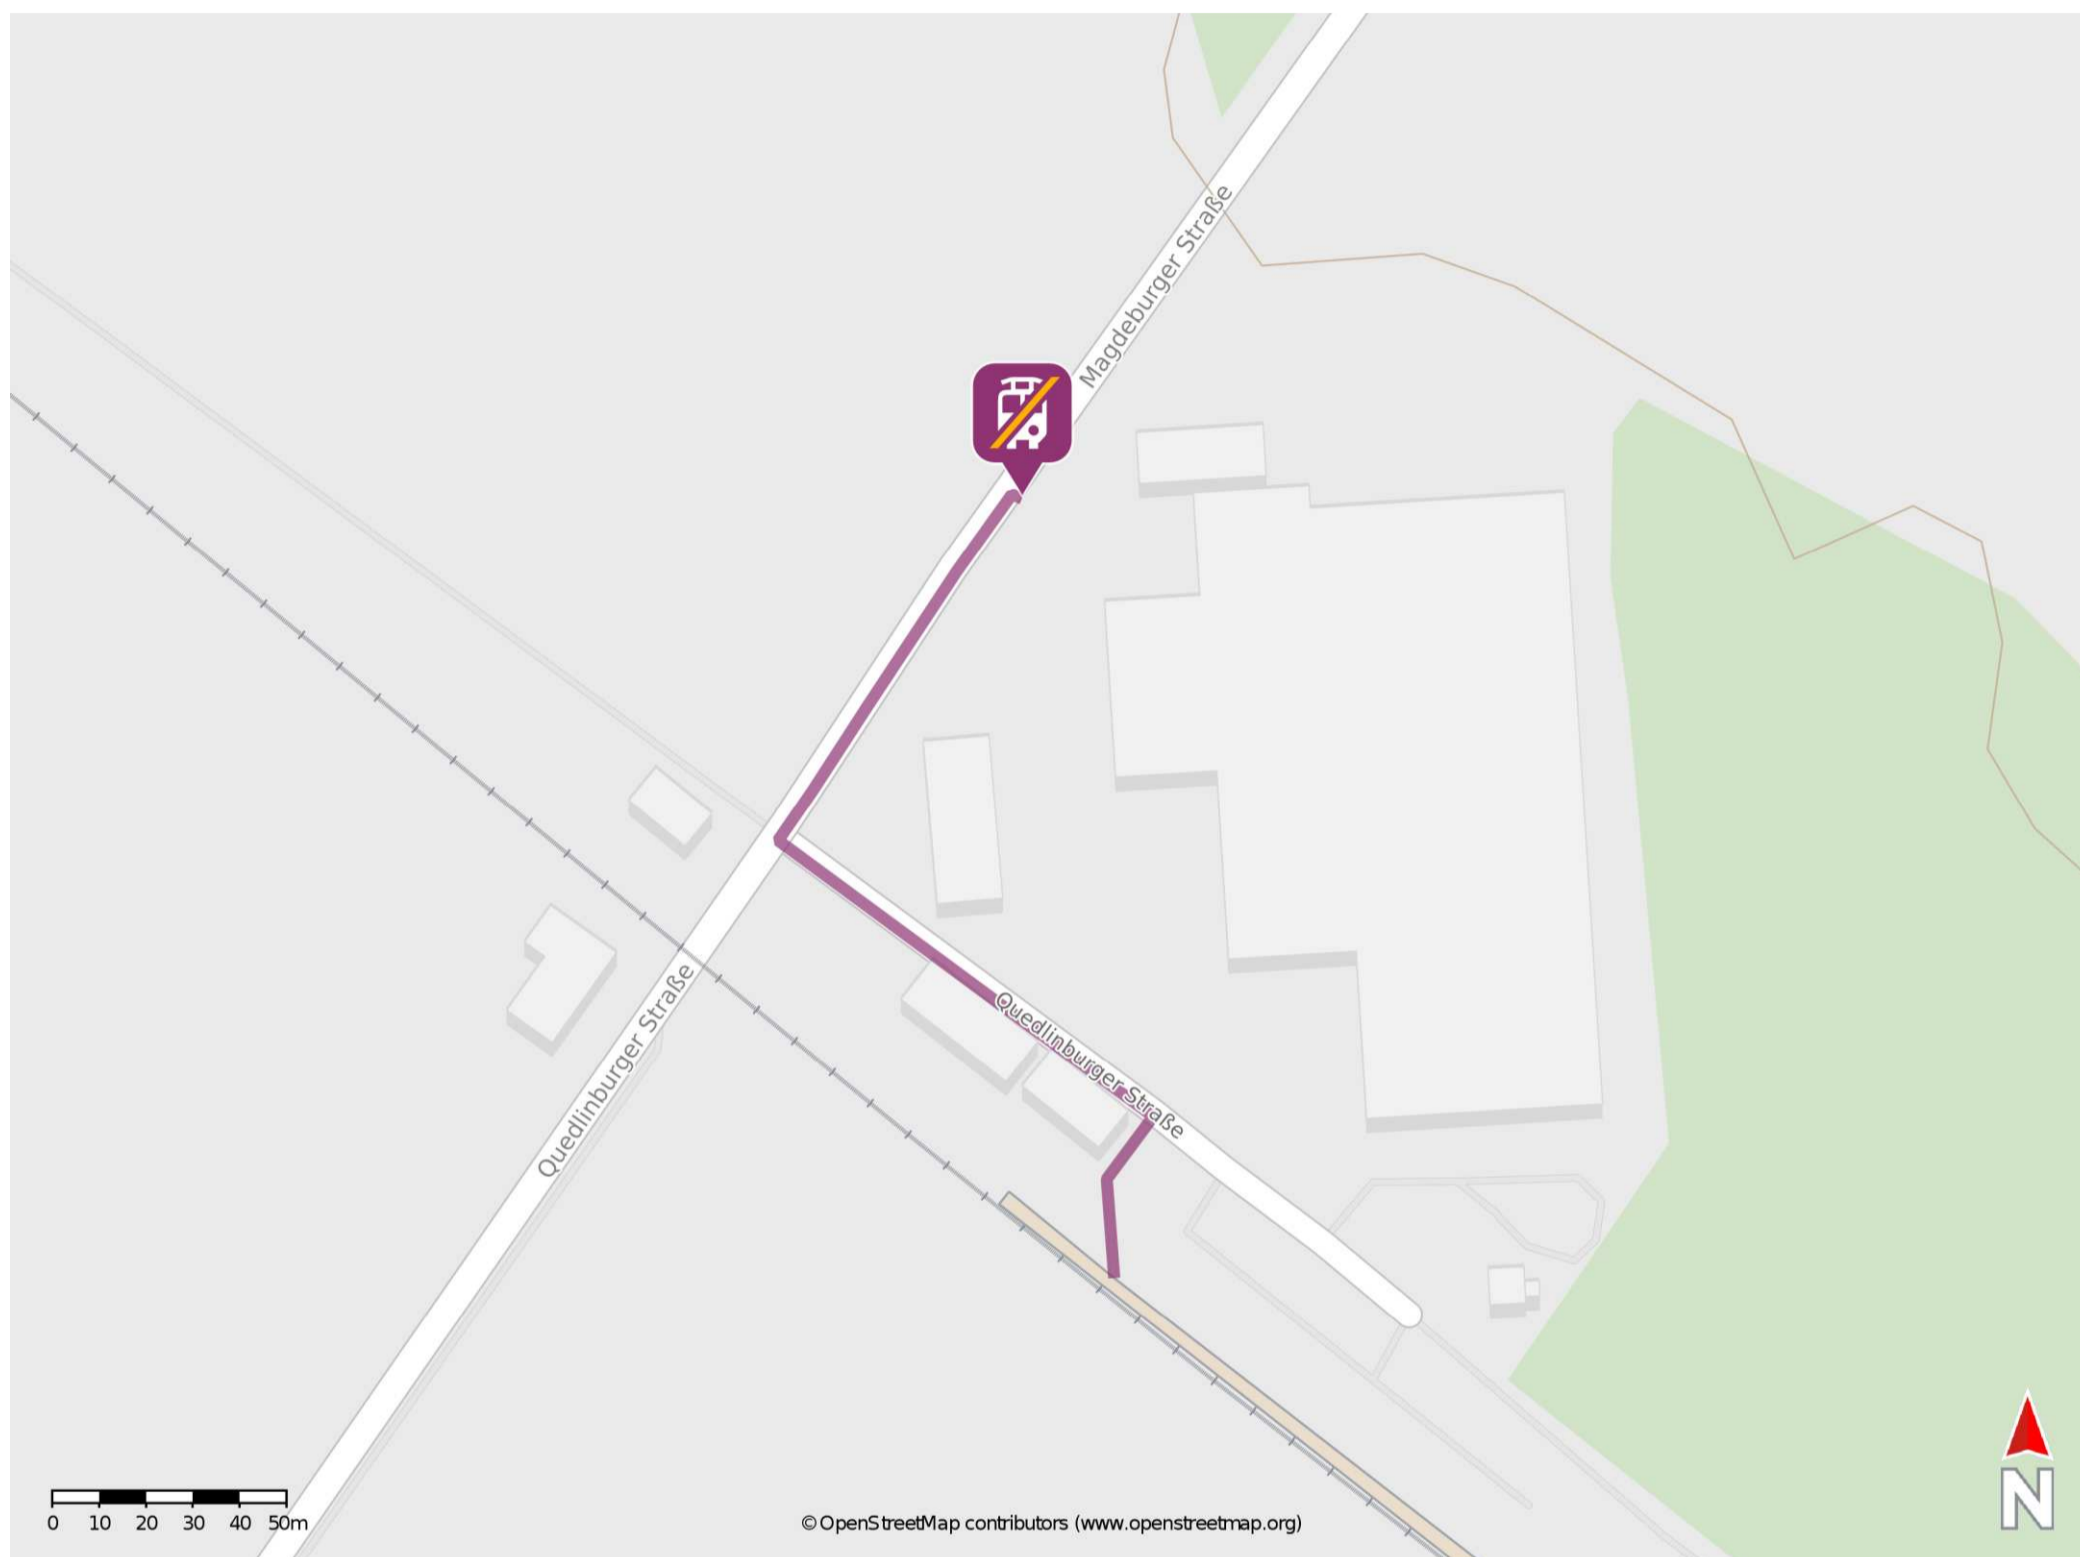 Magdeburger Straße
Quedlinburger Straße
Quedlinburger Straße
0 10 20 30 40 50m
© OpenStreetMap contributors (www.openstreetmap.org)
N